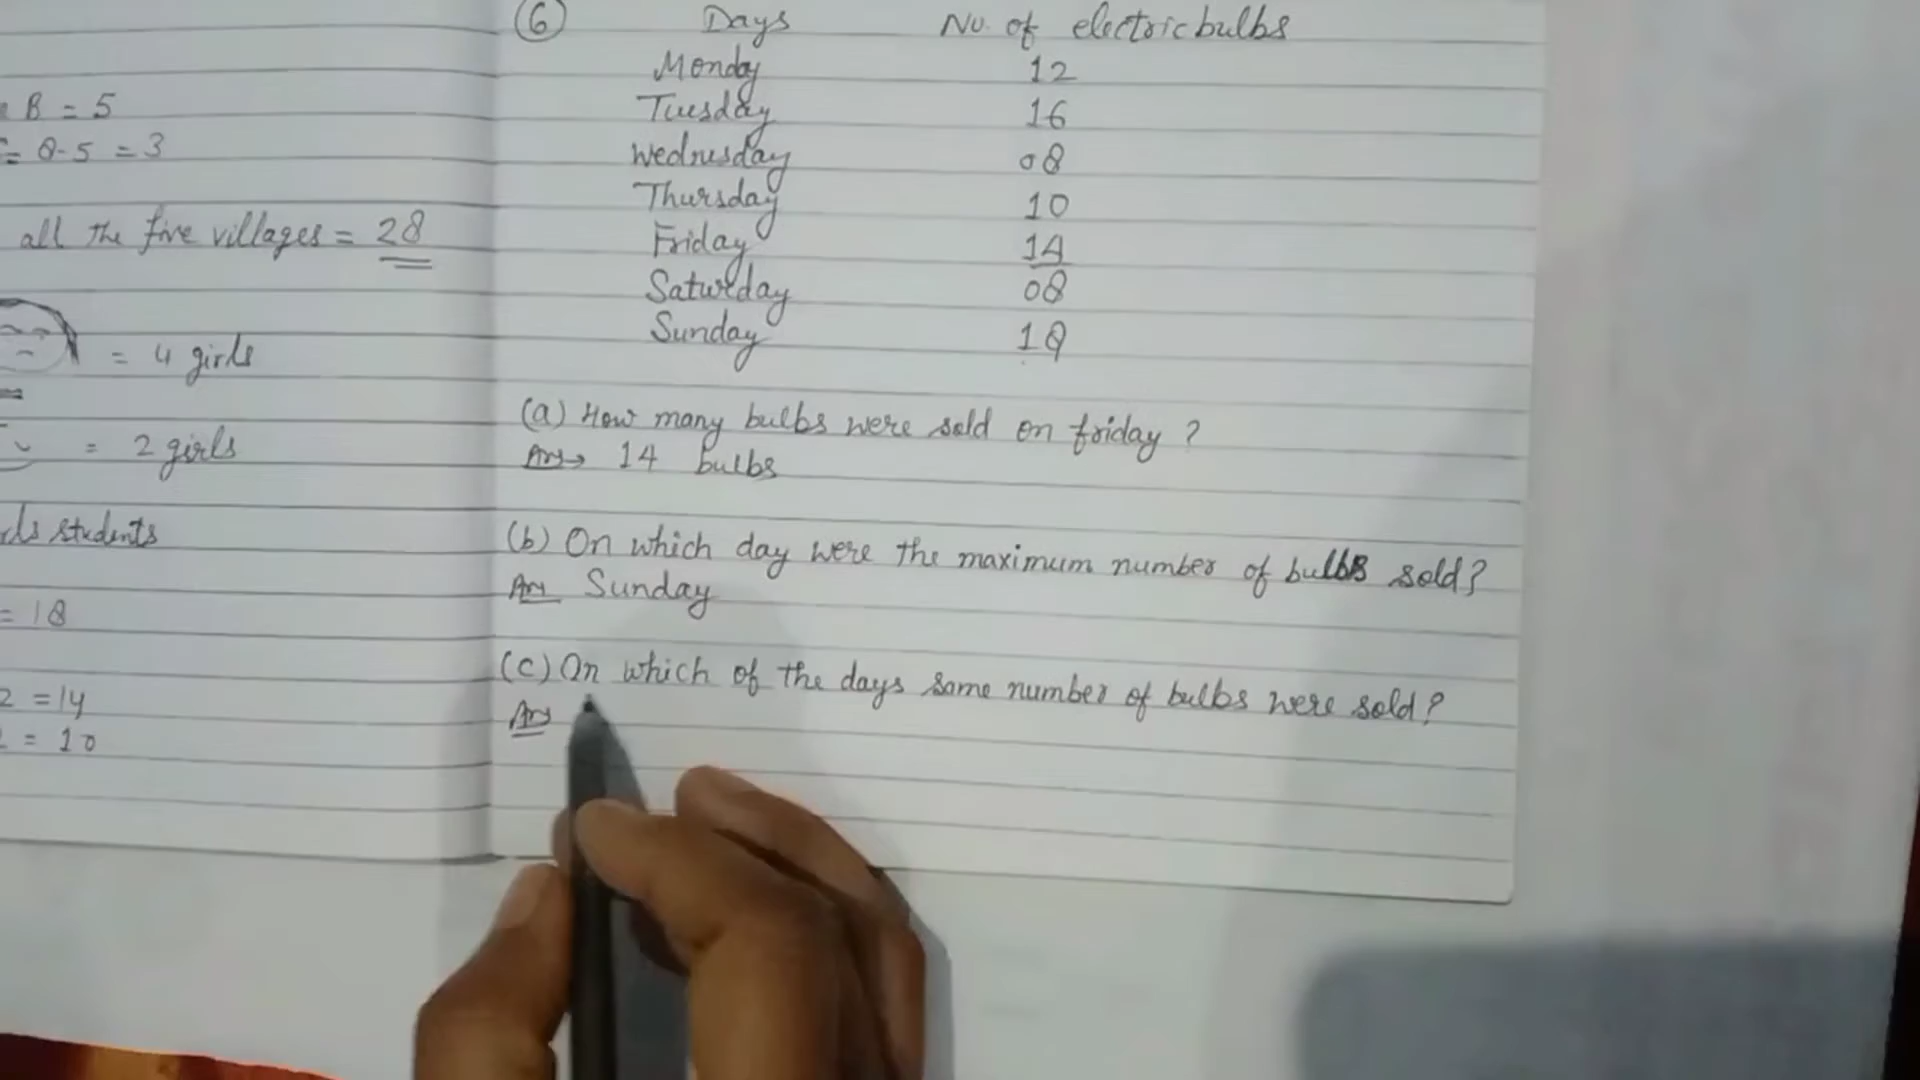 B = 5
= 8-5 = 3
all the five villages = 28
= 4 girls
= 2 girls
students
= 18
2 = 14
= 10
6 Days No. of electric bulbs
Monday 12
Tuesday 16
Wednesday 08
Thursday 10
Friday 14
Saturday 08
Sunday 18
(a) How many bulbs were sold on friday ?
Ans→ 14 bulbs
(b) On which day were the maximum number of bulbs sold?
Ans Sunday
(c) On which of the days same number of bulbs were sold?
Ans